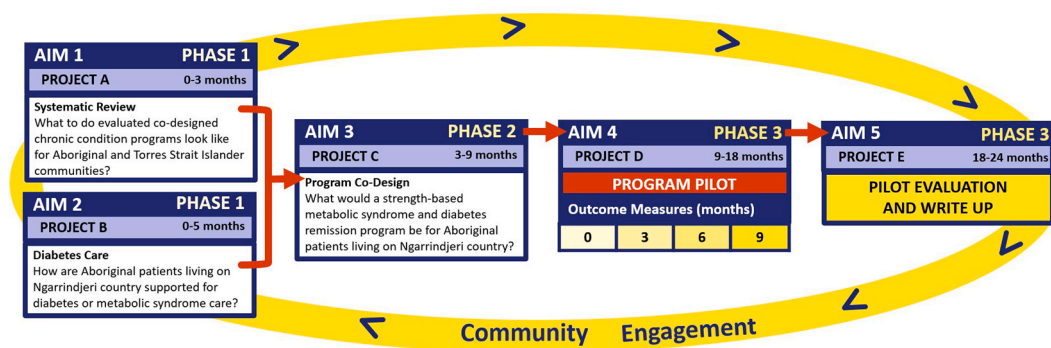 AIM 1 PHASE 1
PROJECT A 0-3 months
Systematic Review
What to do evaluated co-designed
chronic condition programs look like
for Aboriginal and Torres Strait Islander
communities?
AIM 2 PHASE 1
PROJECT B 0-5 months
Diabetes Care
How are Aboriginal patients living on
Ngarrindjeri country supported for
diabetes or metabolic syndrome care?
AIM 3 PHASE 2
PROJECT C 3-9 months
Program Co-Design
What would a strength-based
metabolic syndrome and diabetes
remission program be for Aboriginal
patients living on Ngarrindjeri country?
AIM 4 PHASE 3
PROJECT D 9-18 months
PROGRAM PILOT
Outcome Measures (months)
0 3 6 9
AIM 5 PHASE 3
PROJECT E 18-24 months
PILOT EVALUATION
AND WRITE UP
Community Engagement